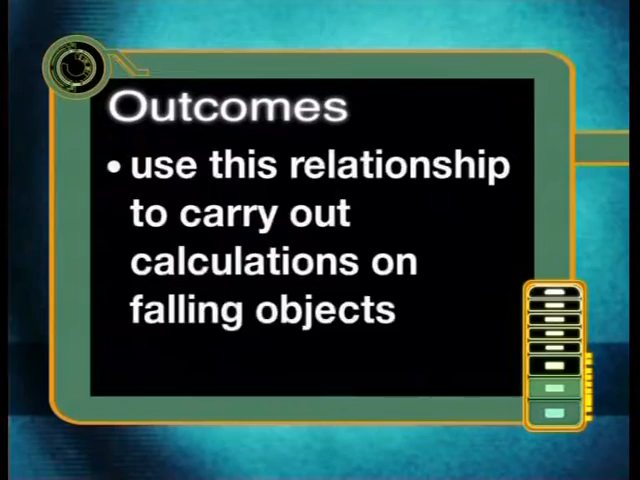 Outcomes
• use this relationship
to carry out
calculations on
falling objects